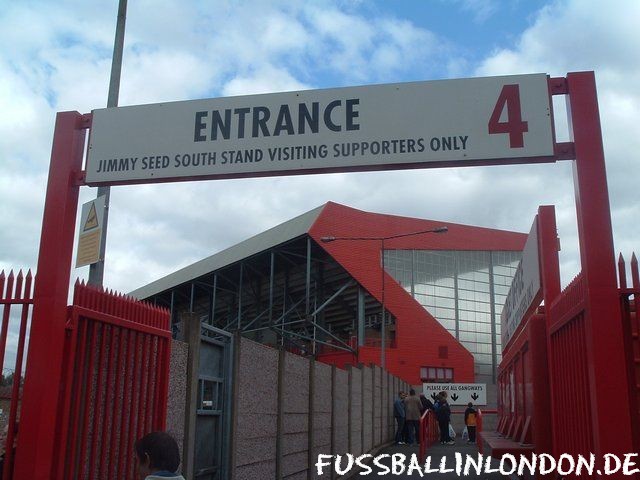 ENTRANCE 4
JIMMY SEED SOUTH STAND VISITING SUPPORTERS ONLY
PLEASE USE ALL GANGWAYS
FUSSBALLINLONDON.DE